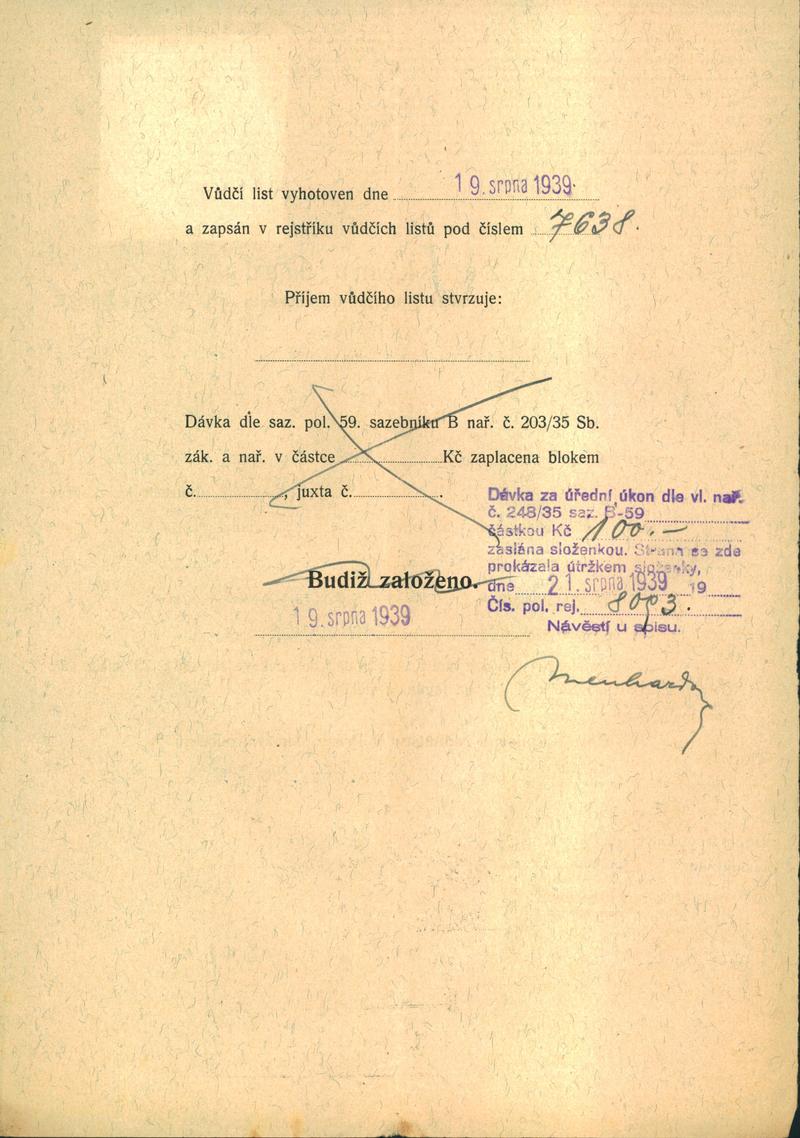 Vůdčí list vyhotoven dne 19. srpna 1939
a zapsán v rejstříku vůdčích listů pod číslem 7638.
Příjem vůdčího listu stvrzuje:
Dávka dle saz. pol. 59. sazebníku B nař. č. 203/35 Sb.
zák. a nař. v částce Kč zaplacena blokem
č. , juxta č. .
Dávka za úřední úkon dle vl. nař.
č. 248/35 saz. B-59
částkou Kč 100.—
zaslána složenkou. Strana se zde
prokázala útržkem složenky,
dne 21. srpna 1939 19
Čís. pol. rej. 8093.
Návěstí u spisu.
Budiž založeno.
19. srpna 1939